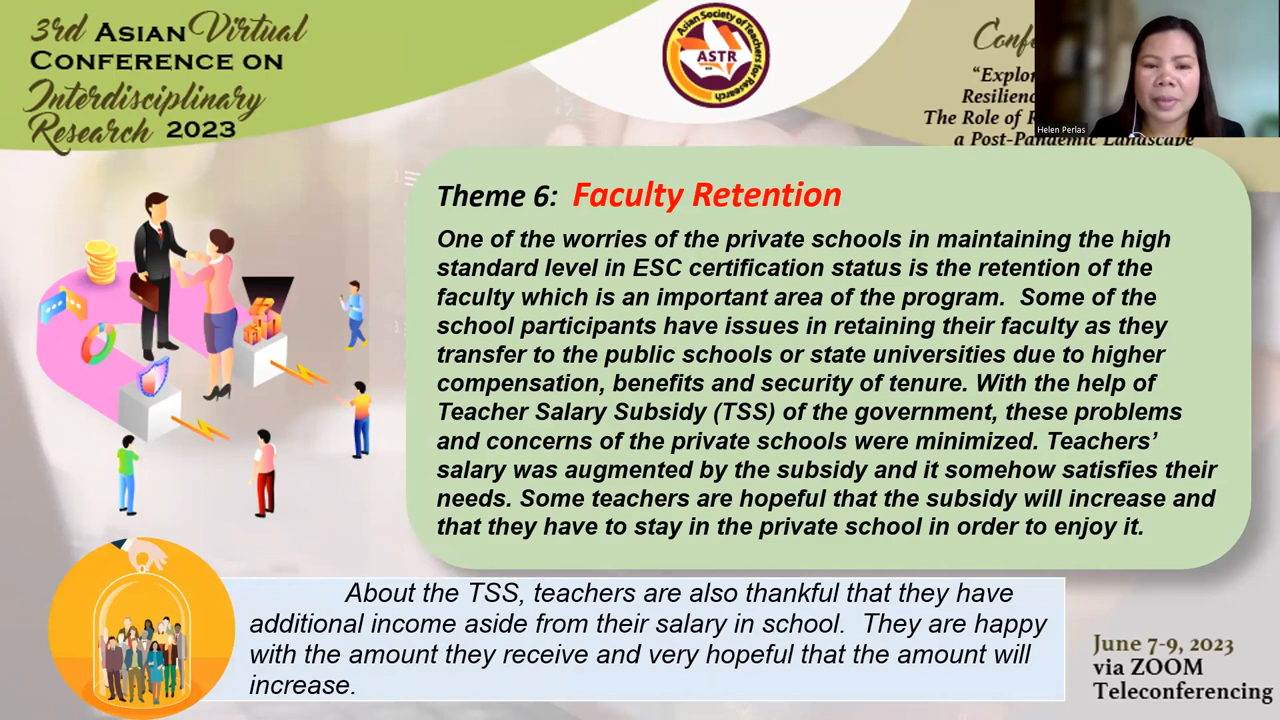 3rd ASIAN Virtual
CONFERENCE ON
Interdisciplinary
Research 2023
Asian Society of Teachers for Research
ASTR
Helen Perlas
The Role of
a Post-Pandemic Landscape
Theme 6: Faculty Retention
One of the worries of the private schools in maintaining the high
standard level in ESC certification status is the retention of the
faculty which is an important area of the program. Some of the
school participants have issues in retaining their faculty as they
transfer to the public schools or state universities due to higher
compensation, benefits and security of tenure. With the help of
Teacher Salary Subsidy (TSS) of the government, these problems
and concerns of the private schools were minimized. Teachers’
salary was augmented by the subsidy and it somehow satisfies their
needs. Some teachers are hopeful that the subsidy will increase and
that they have to stay in the private school in order to enjoy it.
About the TSS, teachers are also thankful that they have
additional income aside from their salary in school. They are happy
with the amount they receive and very hopeful that the amount will
increase.
June 7-9, 2023
via ZOOM
Teleconferencing